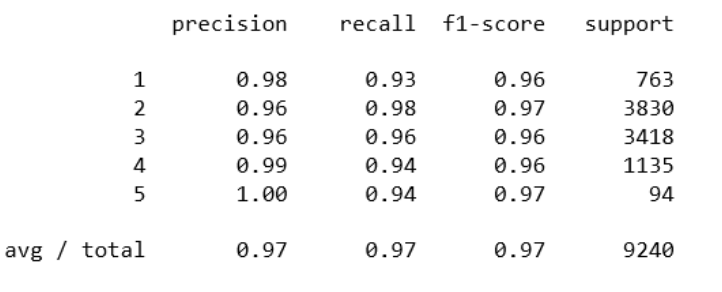 precision recall f1-score support
1 0.98 0.93 0.96 763
2 0.96 0.98 0.97 3830
3 0.96 0.96 0.96 3418
4 0.99 0.94 0.96 1135
5 1.00 0.94 0.97 94
avg / total 0.97 0.97 0.97 9240